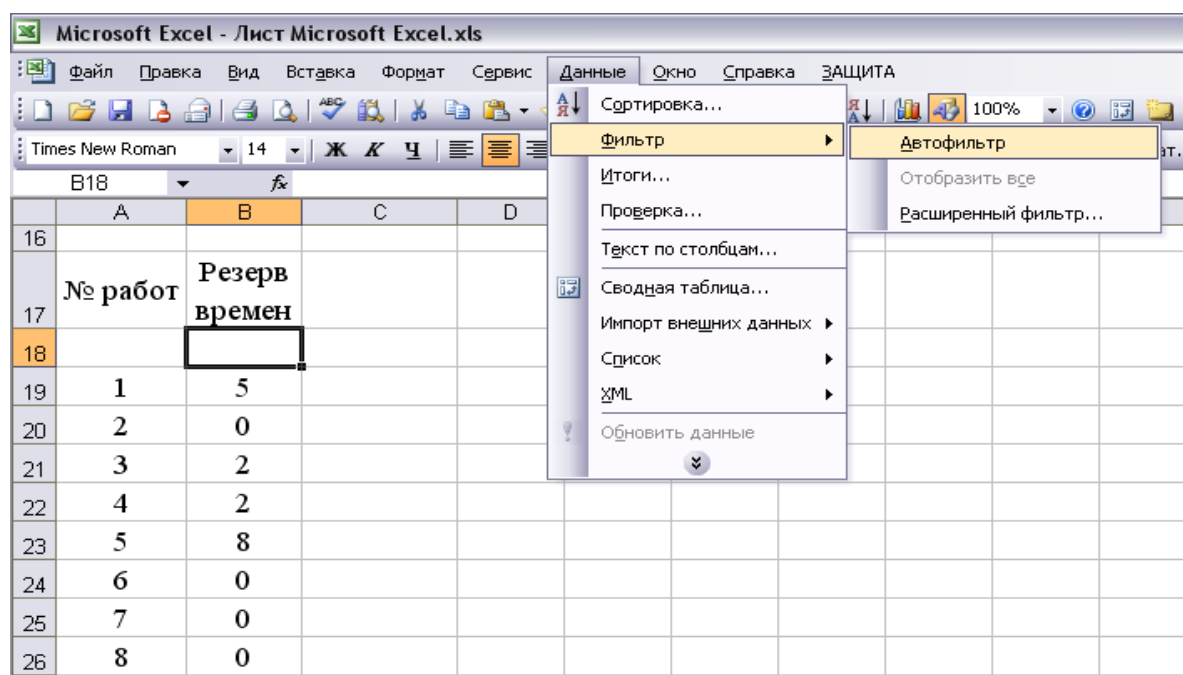 Microsoft Excel - Лист Microsoft Excel.xls
Файл Правка Вид Вставка Формат Сервис Данные Окно Справка ЗАЩИТА
100%
Times New Roman 14 Ж К Ч
B18 fx
Сортировка...
Фильтр
Итоги...
Проверка...
Текст по столбцам...
Сводная таблица...
Импорт внешних данных
Список
XML
Обновить данные
Автофильтр
Отобразить все
Расширенный фильтр...
A B C D
16
17 № работ Резерв
времен
18
19 1 5
20 2 0
21 3 2
22 4 2
23 5 8
24 6 0
25 7 0
26 8 0